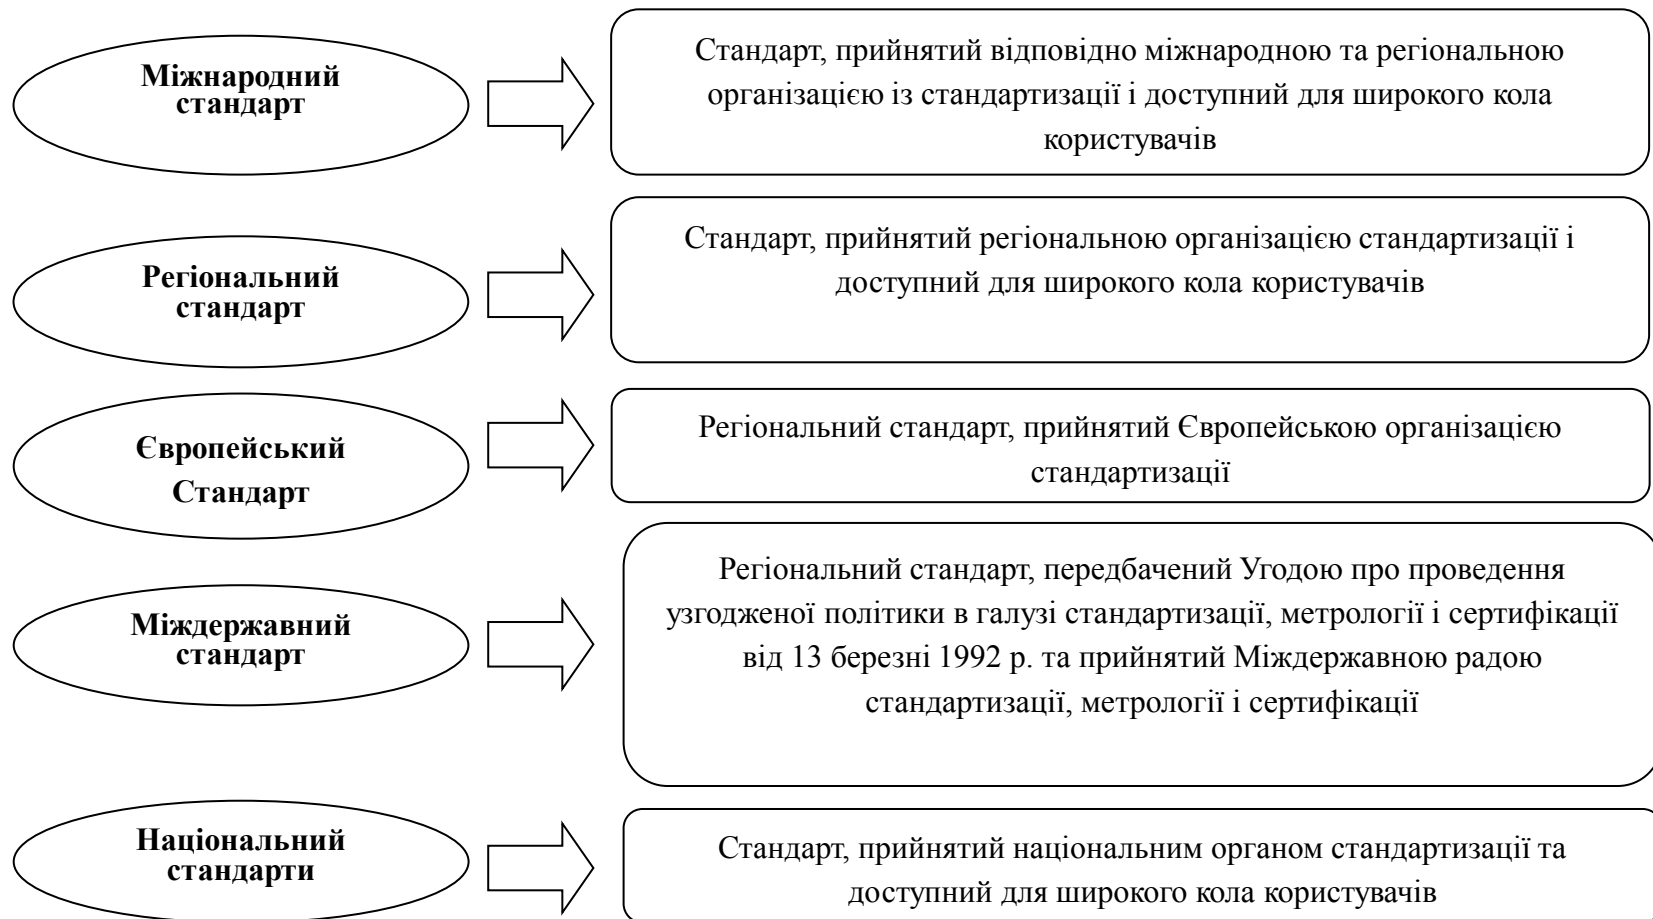 Міжнародний
стандарт
Стандарт, прийнятий відповідно міжнародною та регіональною
організацією із стандартизації і доступний для широкого кола
користувачів
Регіональний
стандарт
Стандарт, прийнятий регіональною організацією стандартизації і
доступний для широкого кола користувачів
Європейський
Стандарт
Регіональний стандарт, прийнятий Європейською організацією
стандартизації
Міждержавний
стандарт
Регіональний стандарт, передбачений Угодою про проведення
узгодженої політики в галузі стандартизації, метрології і сертифікації
від 13 березні 1992 р. та прийнятий Міждержавною радою
стандартизації, метрології і сертифікації
Національний
стандарти
Стандарт, прийнятий національним органом стандартизації та
доступний для широкого кола користувачів